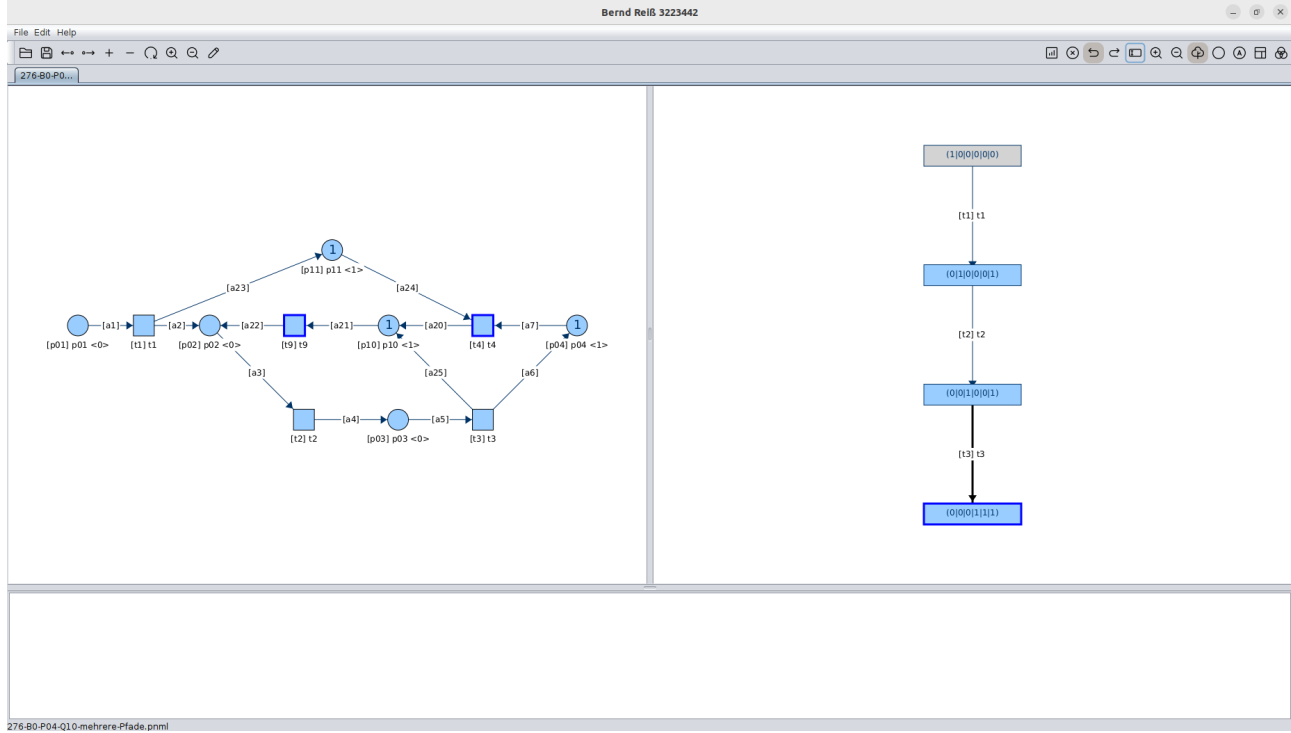 Bernd Reiß 3223442
File Edit Help
276-B0-P0...
(1|0|0|0|0|0)
[t1] t1
1
[p11] p11 <1>
(0|1|0|0|0|1)
[a23]
[a24]
[a1]
[a2]
[a22]
[a21]
1
[a20]
[a7]
1
[p01] p01 <0>
[t1] t1
[p02] p02 <0>
[t9] t9
[p10] p10 <1>
[t4] t4
[p04] p04 <1>
[t2] t2
[a3]
[a25]
[a6]
(0|0|1|0|0|1)
[a4]
[a5]
[t2] t2
[p03] p03 <0>
[t3] t3
[t3] t3
(0|0|0|1|1|1)
276-B0-P04-Q10-mehrere-Pfade.pnml